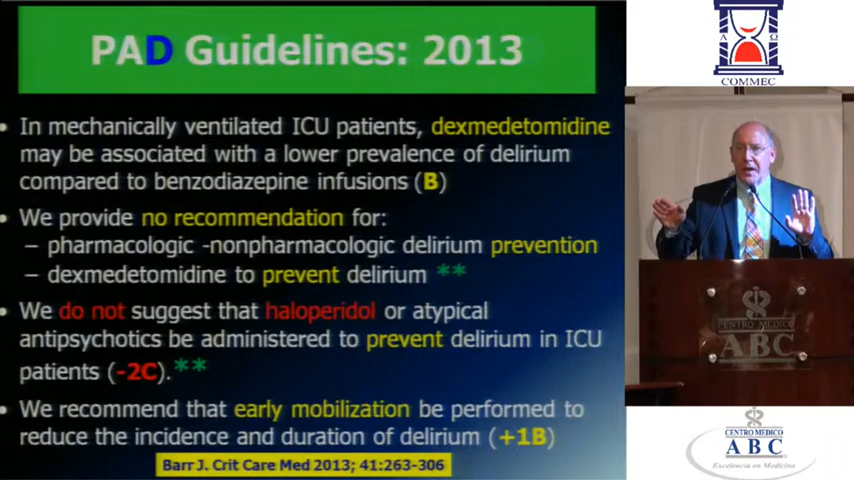 PAD Guidelines: 2013
• In mechanically ventilated ICU patients, dexmedetomidine
may be associated with a lower prevalence of delirium
compared to benzodiazepine infusions (B)
• We provide no recommendation for:
– pharmacologic -nonpharmacologic delirium prevention
– dexmedetomidine to prevent delirium **
• We do not suggest that haloperidol or atypical
antipsychotics be administered to prevent delirium in ICU
patients (-2C).**
• We recommend that early mobilization be performed to
reduce the incidence and duration of delirium (+1B)
Barr J. Crit Care Med 2013; 41:263-306
A Ω
COMMEC
CENTRO MEDICO
ABC
CENTRO MEDICO
ABC
Excelencia en Medicina